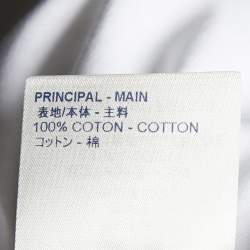 PRINCIPAL - MAIN
表地/本体 - 主料
100% COTON - COTTON
コットン - 棉